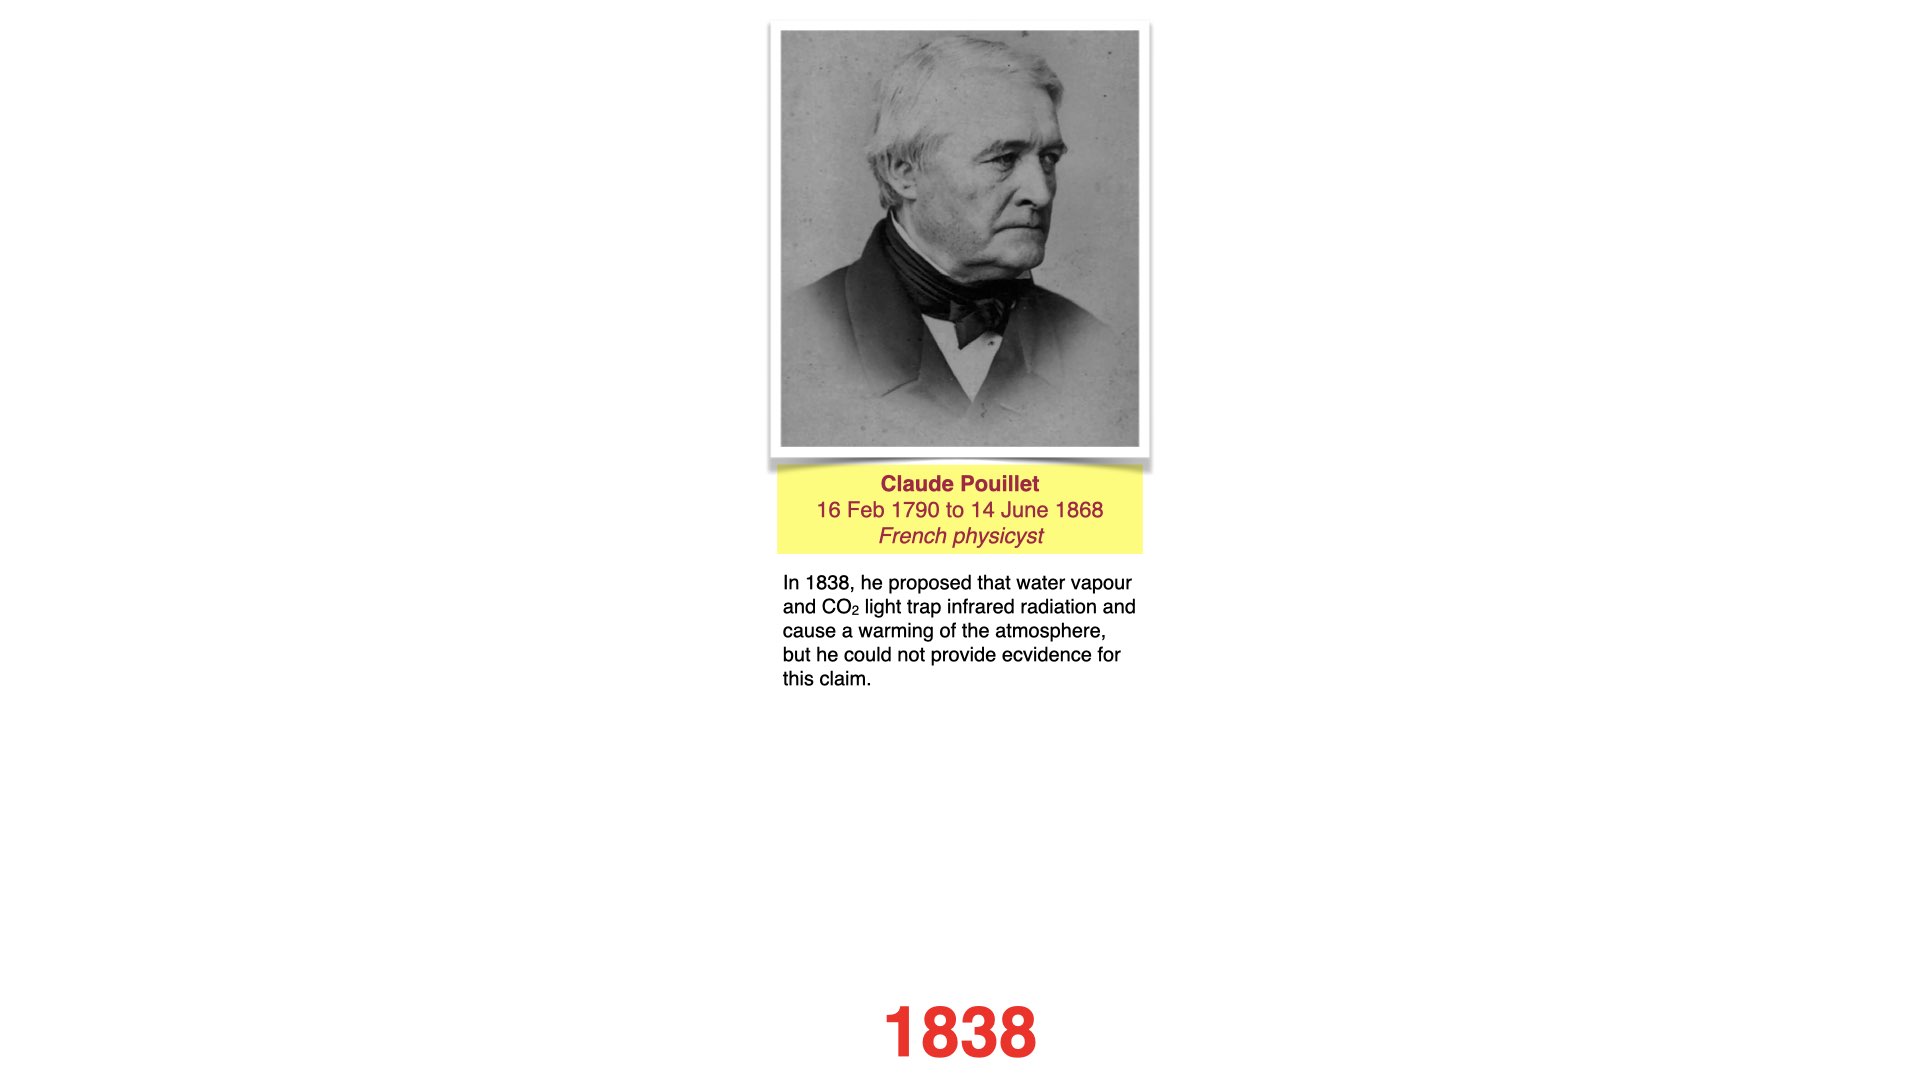 Claude Pouillet
16 Feb 1790 to 14 June 1868
French physicyst
In 1838, he proposed that water vapour
and CO₂ light trap infrared radiation and
cause a warming of the atmosphere,
but he could not provide ecvidence for
this claim.
1838